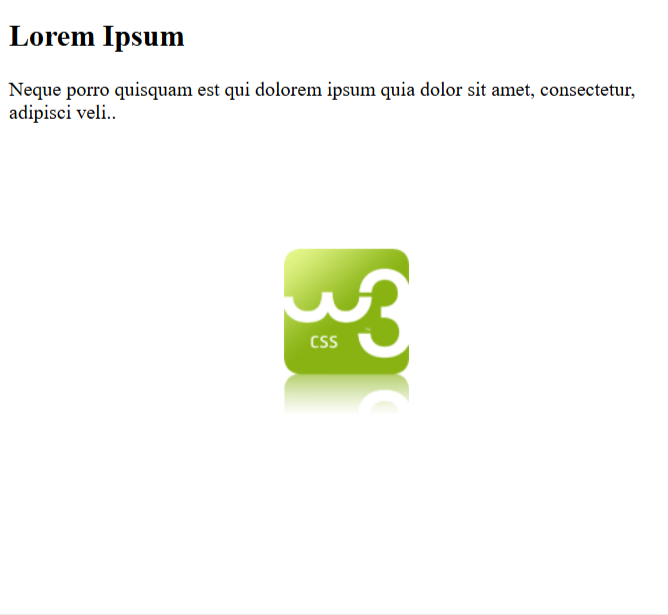 Lorem Ipsum
Neque porro quisquam est qui dolorem ipsum quia dolor sit amet, consectetur,
adipisci veli..
w3
CSS